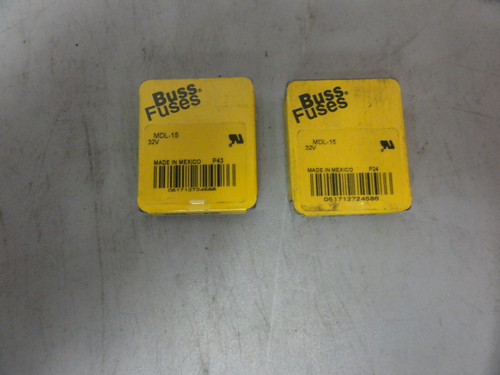 Buss®
Fuses
MDL-15
32V
MADE IN MEXICO P43
051712724586
Buss®
Fuses
MDL-15
32V
MADE IN MEXICO P24
051712724586